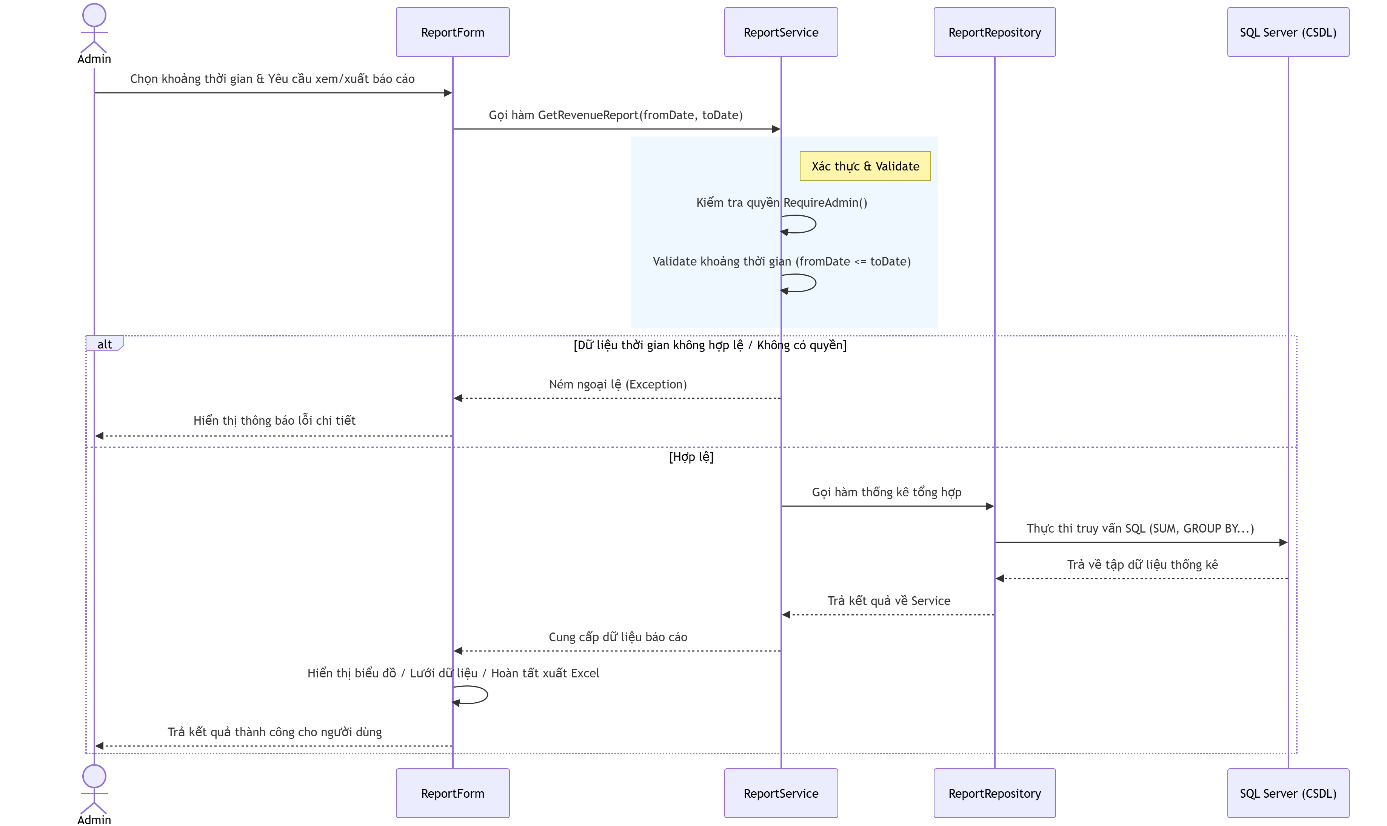 Admin
ReportForm
ReportService
ReportRepository
SQL Server (CSDL)
Chọn khoảng thời gian & Yêu cầu xem/xuất báo cáo
Gọi hàm GetRevenueReport(fromDate, toDate)
Xác thực & Validate
Kiểm tra quyền RequireAdmin()
Validate khoảng thời gian (fromDate <= toDate)
alt
[Dữ liệu thời gian không hợp lệ / Không có quyền]
Ném ngoại lệ (Exception)
Hiển thị thông báo lỗi chi tiết
[Hợp lệ]
Gọi hàm thống kê tổng hợp
Thực thi truy vấn SQL (SUM, GROUP BY...)
Trả về tập dữ liệu thống kê
Trả kết quả về Service
Cung cấp dữ liệu báo cáo
Hiển thị biểu đồ / Lưới dữ liệu / Hoàn tất xuất Excel
Trả kết quả thành công cho người dùng
Admin
ReportForm
ReportService
ReportRepository
SQL Server (CSDL)